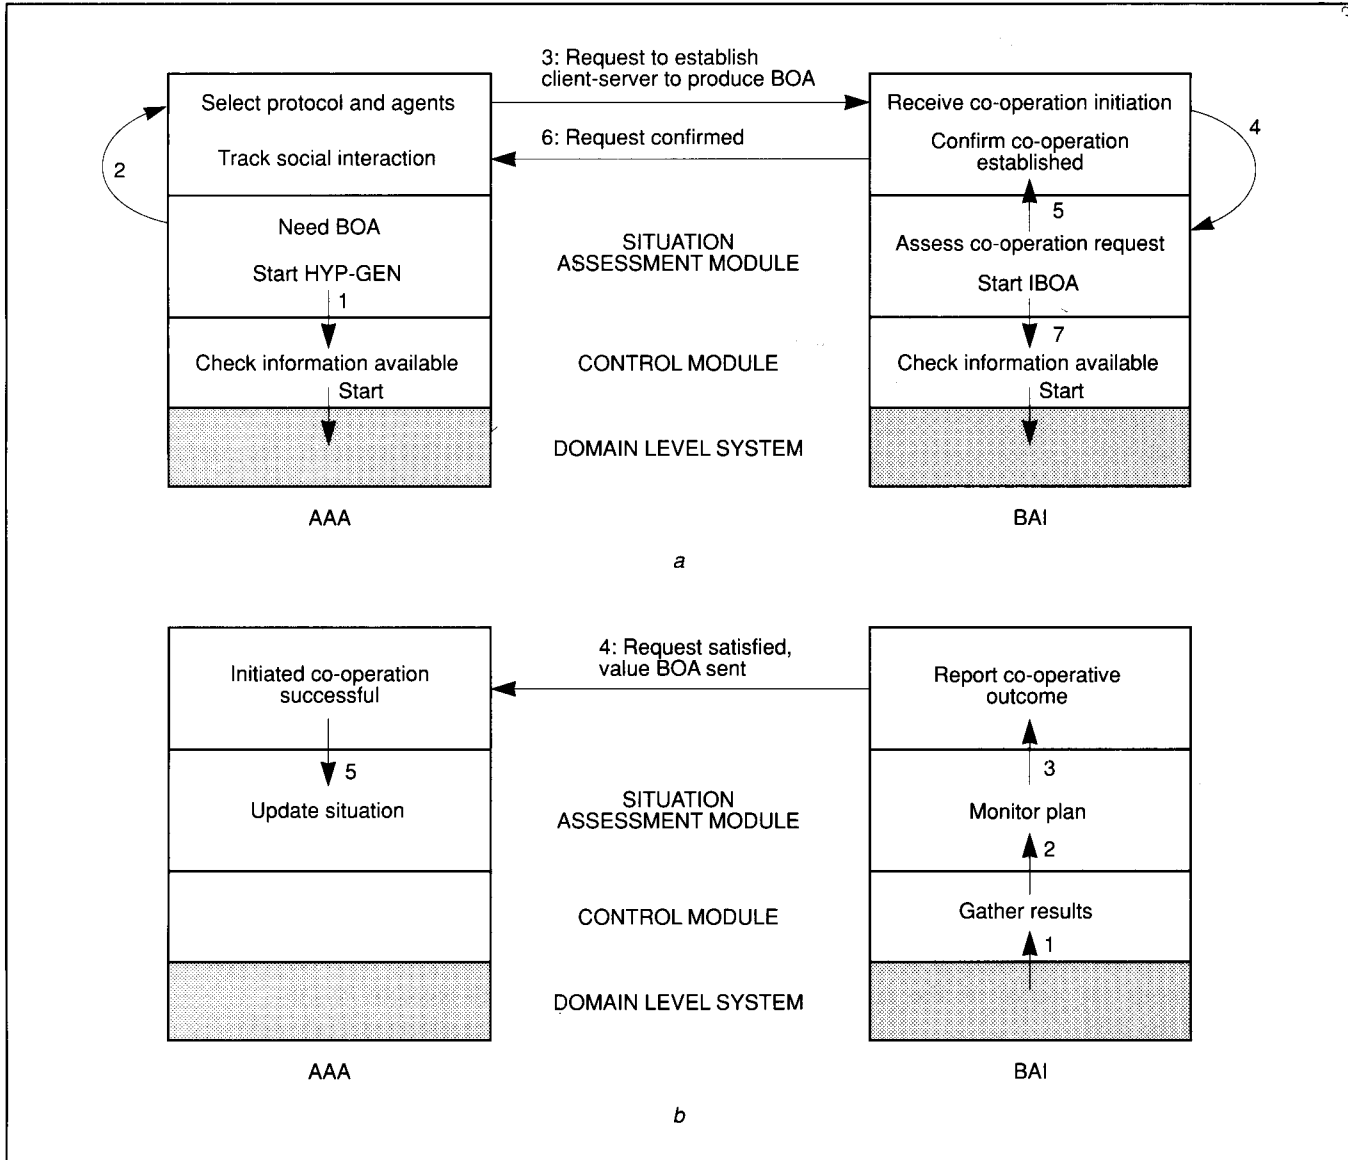 3: Request to establish
client-server to produce BOA
Select protocol and agents
Receive co-operation initiation
4
6: Request confirmed
Confirm co-operation
established
Track social interaction
2
5
Need BOA
SITUATION
ASSESSMENT MODULE
Assess co-operation request
Start HYP-GEN
Start IBOA
1
7
Check information available
CONTROL MODULE
Check information available
Start
Start
DOMAIN LEVEL SYSTEM
AAA
BAI
a
4: Request satisfied,
value BOA sent
Initiated co-operation
successful
Report co-operative
outcome
5
3
Update situation
SITUATION
ASSESSMENT MODULE
Monitor plan
2
CONTROL MODULE
Gather results
1
DOMAIN LEVEL SYSTEM
AAA
BAI
b